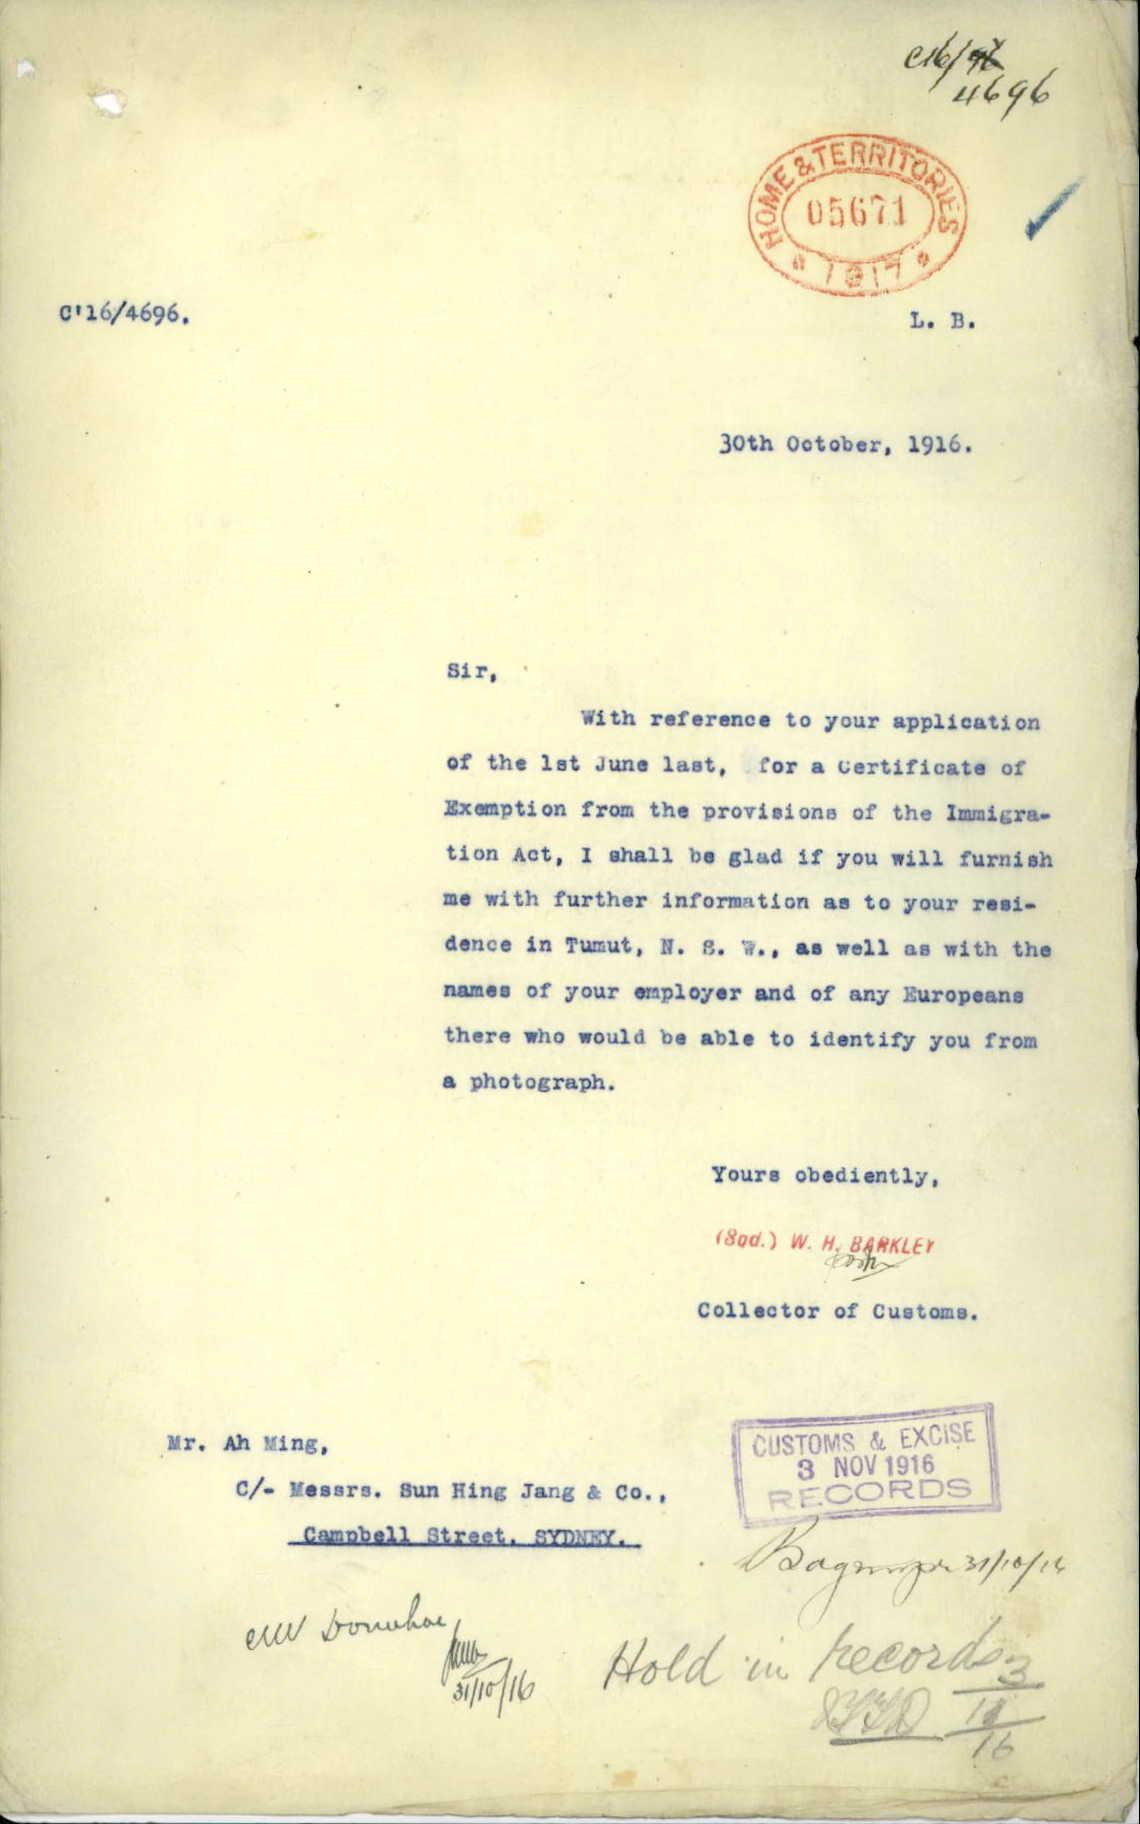 C16/
4696
HOME & TERRITORIES
05671
1917
C'16/4696.
L. B.
30th October, 1916.
Sir,
With reference to your application
of the 1st June last, for a Certificate of
Exemption from the provisions of the Immigra-
tion Act, I shall be glad if you will furnish
me with further information as to your resi-
dence in Tumut, N. S. W., as well as with the
names of your employer and of any Europeans
there who would be able to identify you from
a photograph.
Yours obediently,
(Sgd.) W. H. BARKLEY
Collector of Customs.
Mr. Ah Ming,
C/- Messrs. Sun Hing Jang & Co.,
Campbell Street, SYDNEY.
CUSTOMS & EXCISE
3 NOV 1916
RECORDS
31/10/16
Mr Donohoe
31/10/16
Hold in records 3
11
16